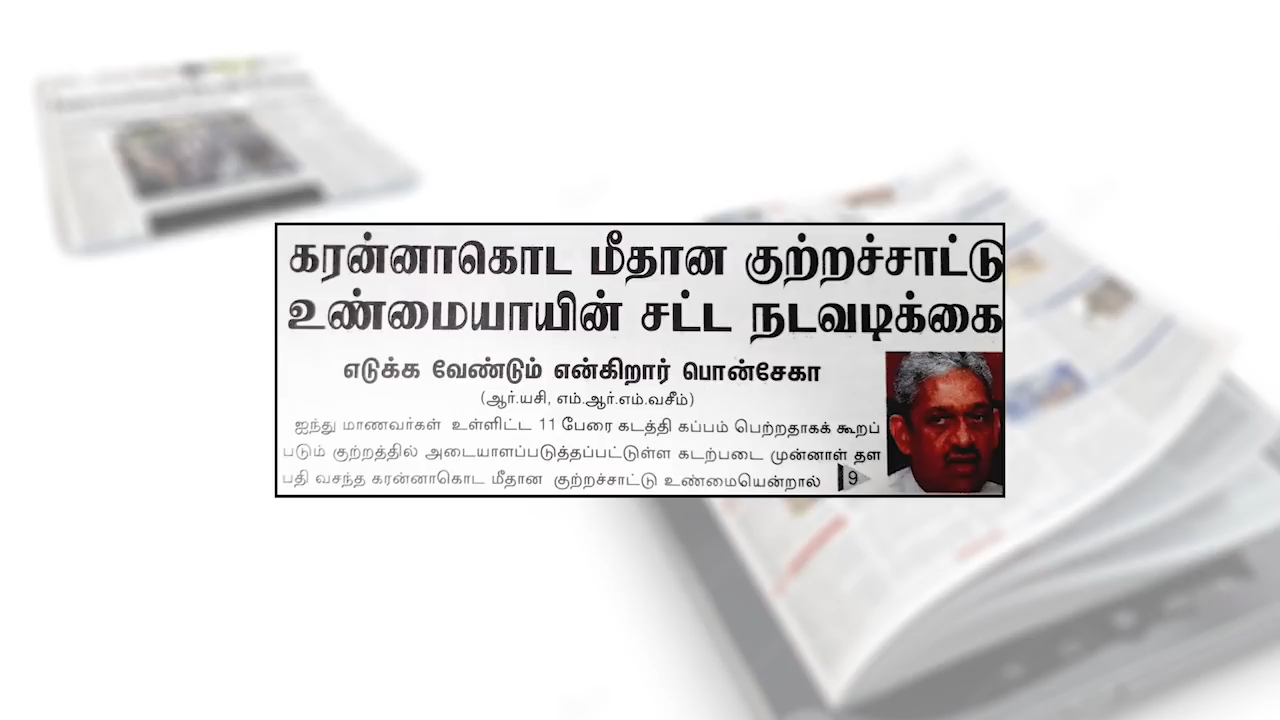 கரன்னாகொட மீதான குற்றச்சாட்டு
உண்மையாயின் சட்ட நடவடிக்கை
எடுக்க வேண்டும் என்கிறார் பொன்சேகா
(ஆர்.யசி, எம்.ஆர்.எம்.வசீம்)
ஐந்து மாணவர்கள் உள்ளிட்ட 11 பேரை கடத்தி கப்பம் பெற்றதாகக் கூறப்
படும் குற்றத்தில் அடையாளப்படுத்தப்பட்டுள்ள கடற்படை முன்னாள் தள
பதி வசந்த கரன்னாகொட மீதான குற்றச்சாட்டு உண்மையென்றால் 9